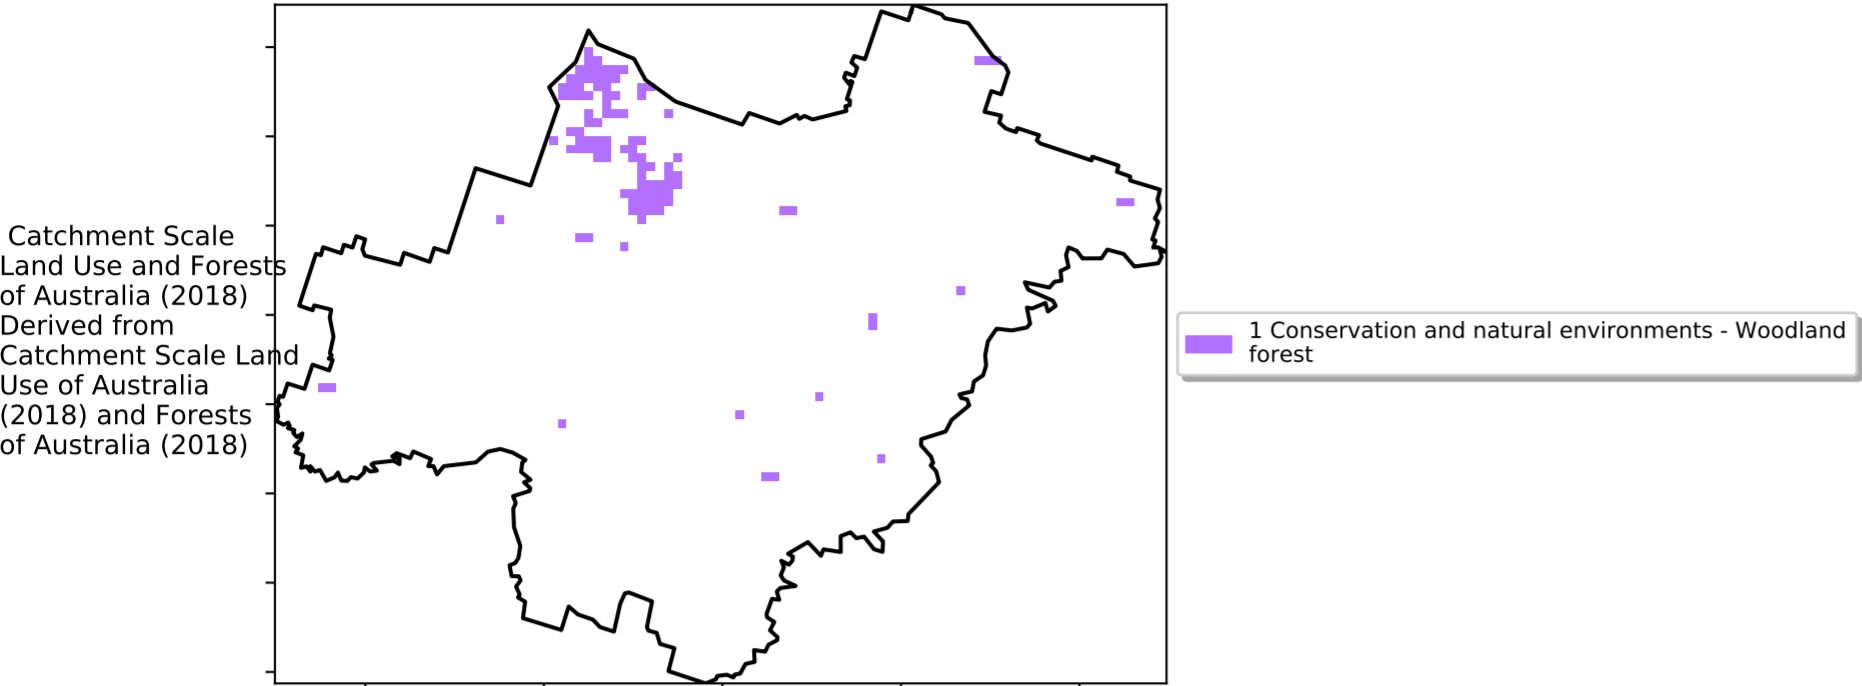 Catchment Scale
Land Use and Forests
of Australia (2018)
Derived from
Catchment Scale Land
Use of Australia
(2018) and Forests
of Australia (2018)
1 Conservation and natural environments - Woodland
forest